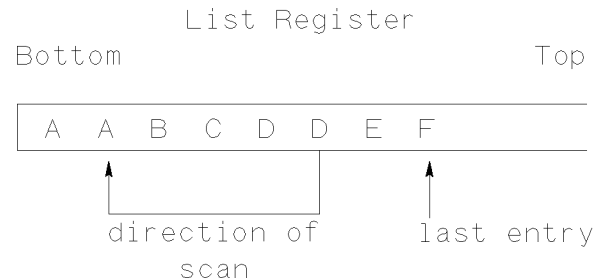 List Register
Bottom Top
A A B C D D E F
direction of last entry
scan